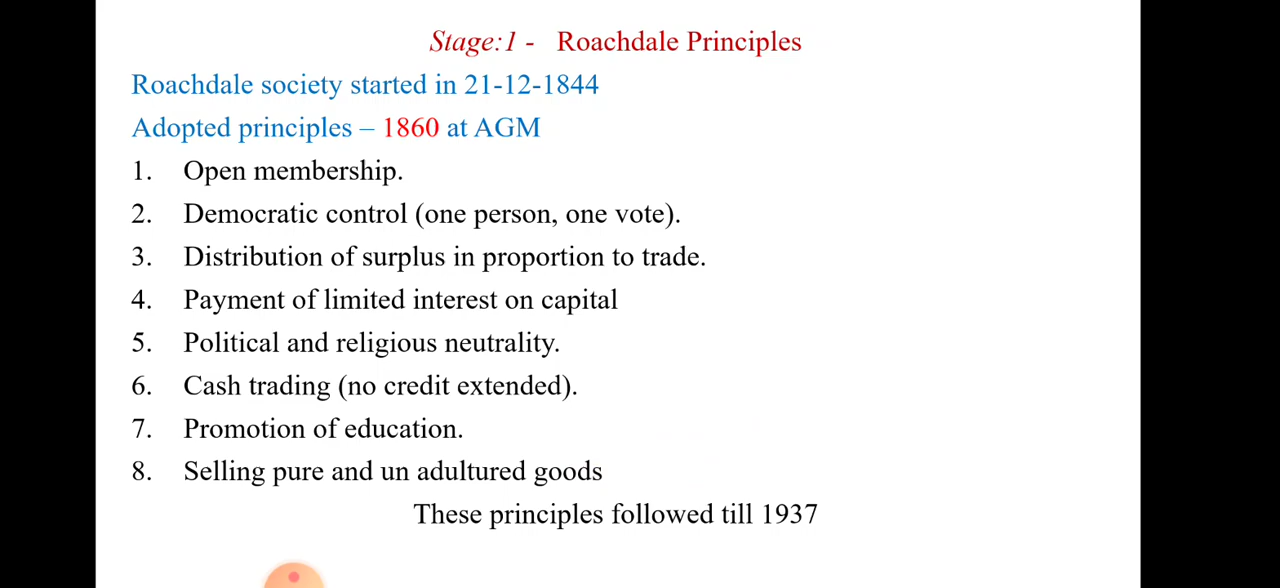 Stage:1 - Roachdale Principles
Roachdale society started in 21-12-1844
Adopted principles – 1860 at AGM
1. Open membership.
2. Democratic control (one person, one vote).
3. Distribution of surplus in proportion to trade.
4. Payment of limited interest on capital
5. Political and religious neutrality.
6. Cash trading (no credit extended).
7. Promotion of education.
8. Selling pure and un adultured goods
These principles followed till 1937